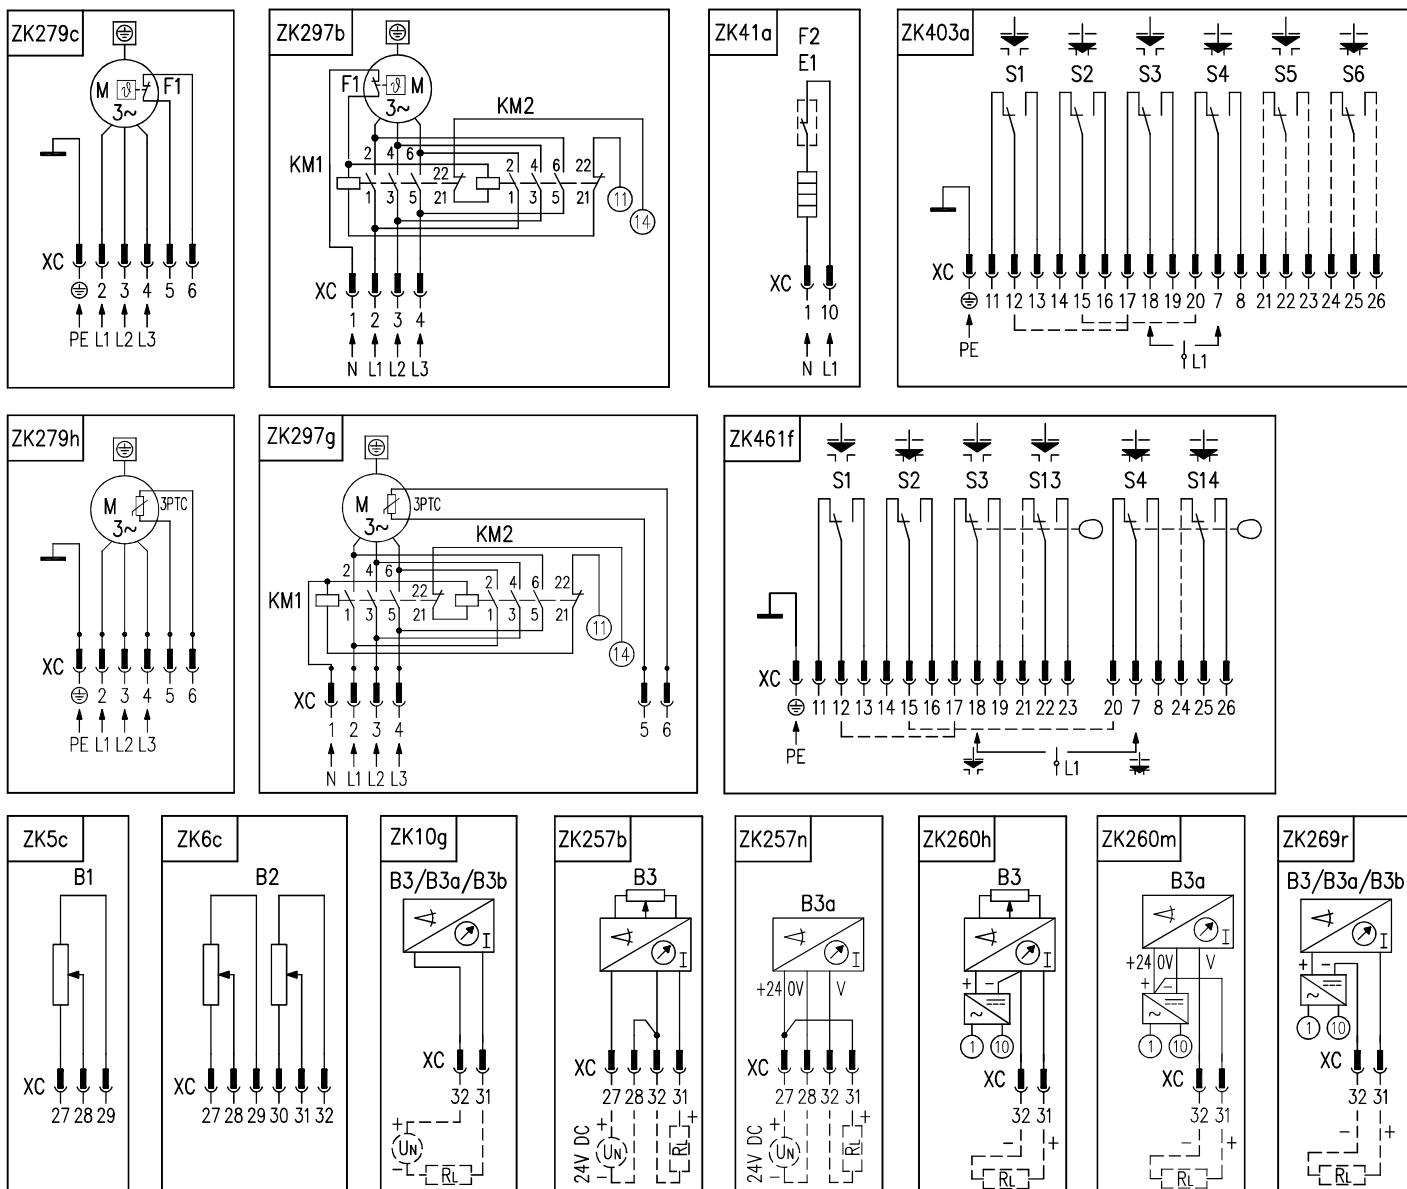 ZK279c
M ϑ F1
3~
XC
2 3 4 5 6
PE L1 L2 L3
ZK297b
F1 ϑ M
3~
KM2
KM1
2 4 6 22 2 4 6 22
1 3 5 21 1 3 5 21
11
14
XC
1 2 3 4
N L1 L2 L3
ZK41a
F2
E1
XC
1 10
N L1
ZK403a
S1 S2 S3 S4 S5 S6
XC
11 12 13 14 15 16 17 18 19 20 7 8 21 22 23 24 25 26
PE
L1
ZK279h
M 3PTC
3~
XC
2 3 4 5 6
PE L1 L2 L3
ZK297g
M 3PTC
3~
KM2
KM1
2 4 6 22 2 4 6 22
1 3 5 21 1 3 5 21
11
14
XC
1 2 3 4 5 6
N L1 L2 L3
ZK461f
S1 S2 S3 S13 S4 S14
XC
11 12 13 14 15 16 17 18 19 21 22 23 20 7 8 24 25 26
PE
L1
ZK5c
B1
XC
27 28 29
ZK6c
B2
XC
27 28 29 30 31 32
ZK10g
B3/B3a/B3b
I
XC
32 31
+
UN
-
RL
ZK257b
B3
I
XC
27 28 32 31
+ +
24V DC UN RL
-
ZK257n
B3a
I
+24 0V V
XC
27 28 32 31
+ +
24V DC UN RL
-
ZK260h
B3
I
+ -
~
1 10
XC
32 31
- +
RL
ZK260m
B3a
I
+24 0V V
+ -
~
1 10
XC
32 31
- +
RL
ZK269r
B3/B3a/B3b
I
+ -
~
1 10
XC
32 31
- +
RL